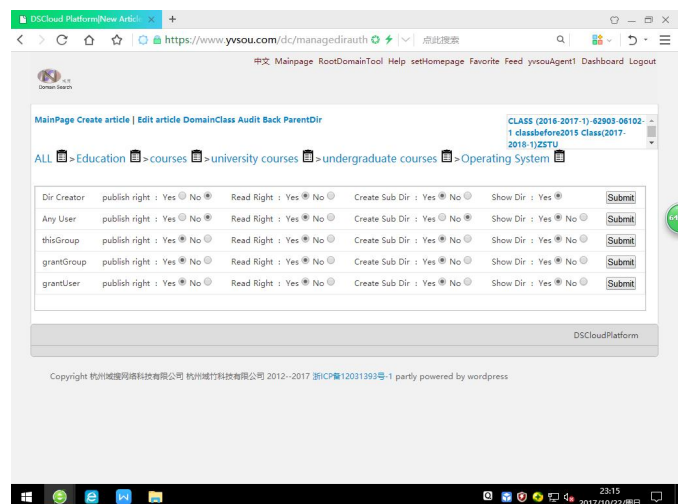 DSCloud Platform|New Articl
https://www.yvsou.com/dc/managedirauth
点此搜索
中文 Mainpage RootDomainTool Help setHomepage Favorite Feed yvsouAgent1 Dashboard Logout
Domain Search
MainPage Create article | Edit article DomainClass Audit Back ParentDir
CLASS (2016-2017-1)-62903-06102-
1 classbefore2015 Class(2017-
2018-1)ZSTU
ALL >Education >courses >university courses >undergraduate courses >Operating System
Dir Creator publish right : Yes No Read Right : Yes No Create Sub Dir : Yes No Show Dir : Yes Submit
Any User publish right : Yes No Read Right : Yes No Create Sub Dir : Yes No Show Dir : Yes No Submit
thisGroup publish right : Yes No Read Right : Yes No Create Sub Dir : Yes No Show Dir : Yes No Submit
grantGroup publish right : Yes No Read Right : Yes No Create Sub Dir : Yes No Show Dir : Yes No Submit
grantUser publish right : Yes No Read Right : Yes No Create Sub Dir : Yes No Show Dir : Yes No Submit
DSCloudPlatform
Copyright 杭州域搜网络科技有限公司 杭州域竹科技有限公司 2012--2017 浙ICP备12031393号-1 partly powered by wordpress
23:15
2017/10/22/周日